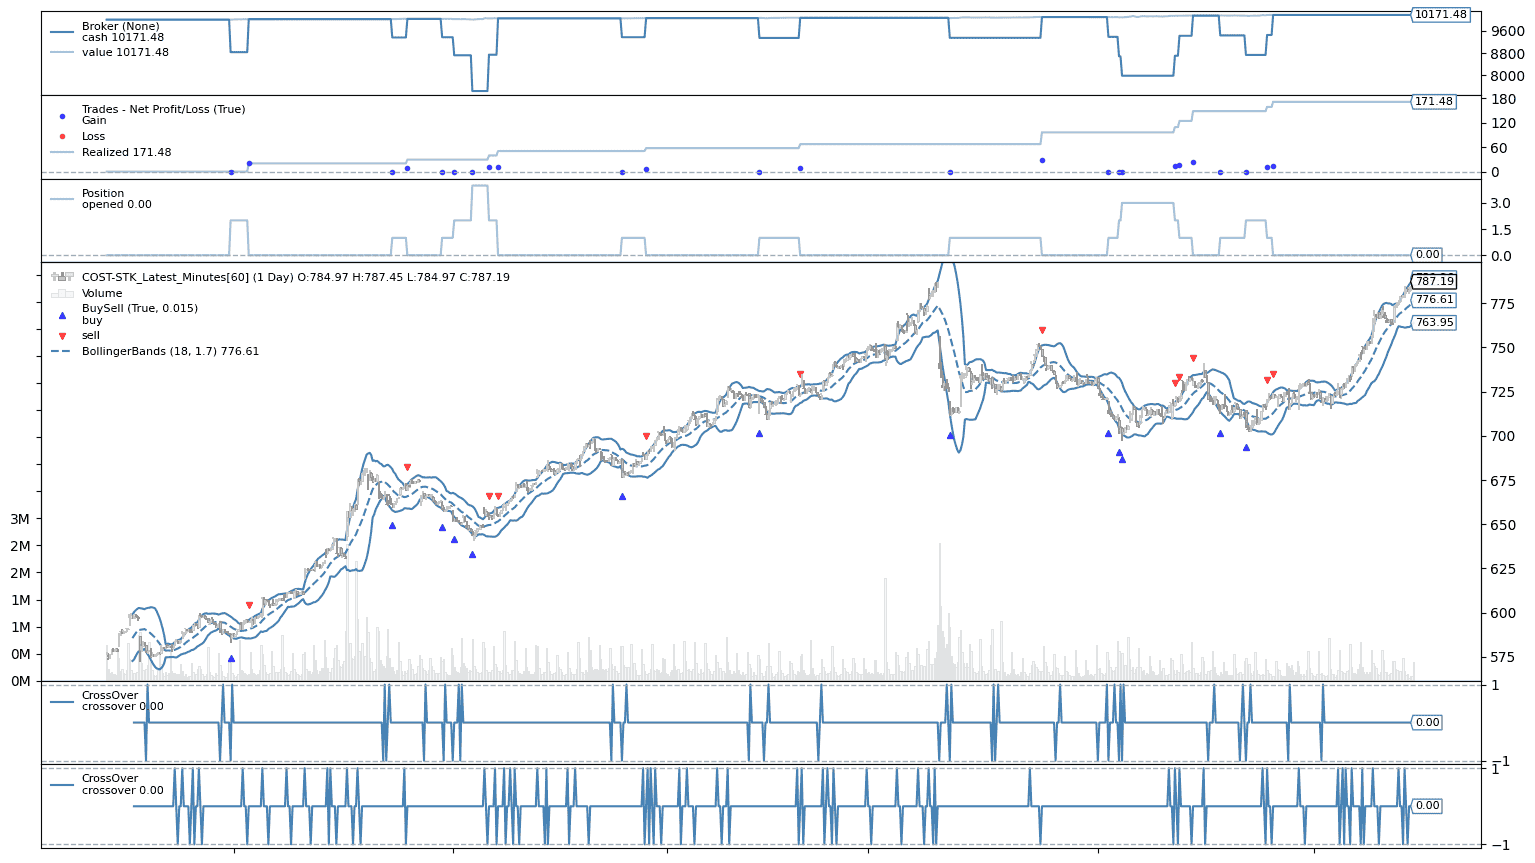 Broker (None)
cash 10171.48
value 10171.48
10171.48
9600
8800
8000
Trades - Net Profit/Loss (True)
Gain
Loss
Realized 171.48
180
171.48
120
60
0
Position
opened 0.00
3.0
1.5
0.0
0.00
COST-STK_Latest_Minutes[60] (1 Day) O:784.97 H:787.45 L:784.97 C:787.19
Volume
BuySell (True, 0.015)
buy
sell
BollingerBands (18, 1.7) 776.61
787.19
776.61
763.95
775
750
725
700
675
650
625
600
575
3M
2M
2M
1M
1M
0M
0M
CrossOver
crossover 0.00
1
0.00
−1
CrossOver
crossover 0.00
1
0.00
−1